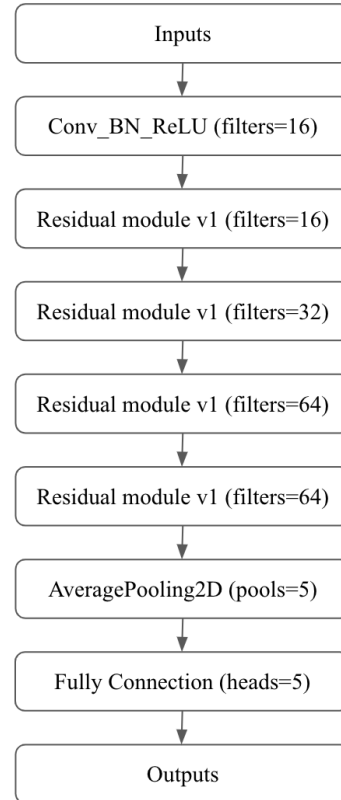 Inputs
Conv_BN_ReLU (filters=16)
Residual module v1 (filters=16)
Residual module v1 (filters=32)
Residual module v1 (filters=64)
Residual module v1 (filters=64)
AveragePooling2D (pools=5)
Fully Connection (heads=5)
Outputs